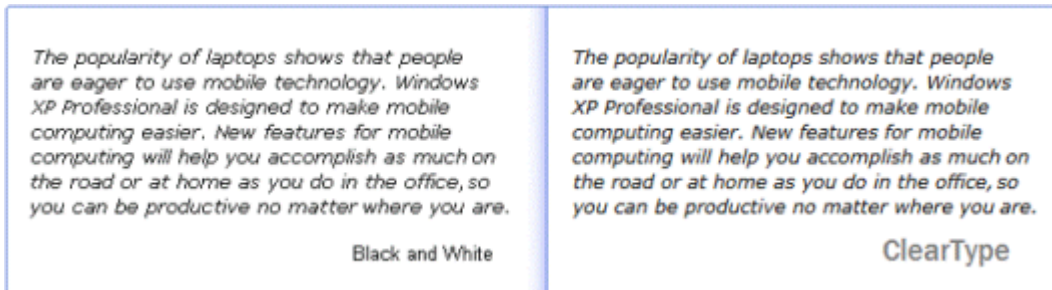 The popularity of laptops shows that people
are eager to use mobile technology. Windows
XP Professional is designed to make mobile
computing easier. New features for mobile
computing will help you accomplish as much on
the road or at home as you do in the office, so
you can be productive no matter where you are.
Black and White
The popularity of laptops shows that people
are eager to use mobile technology. Windows
XP Professional is designed to make mobile
computing easier. New features for mobile
computing will help you accomplish as much on
the road or at home as you do in the office, so
you can be productive no matter where you are.
ClearType